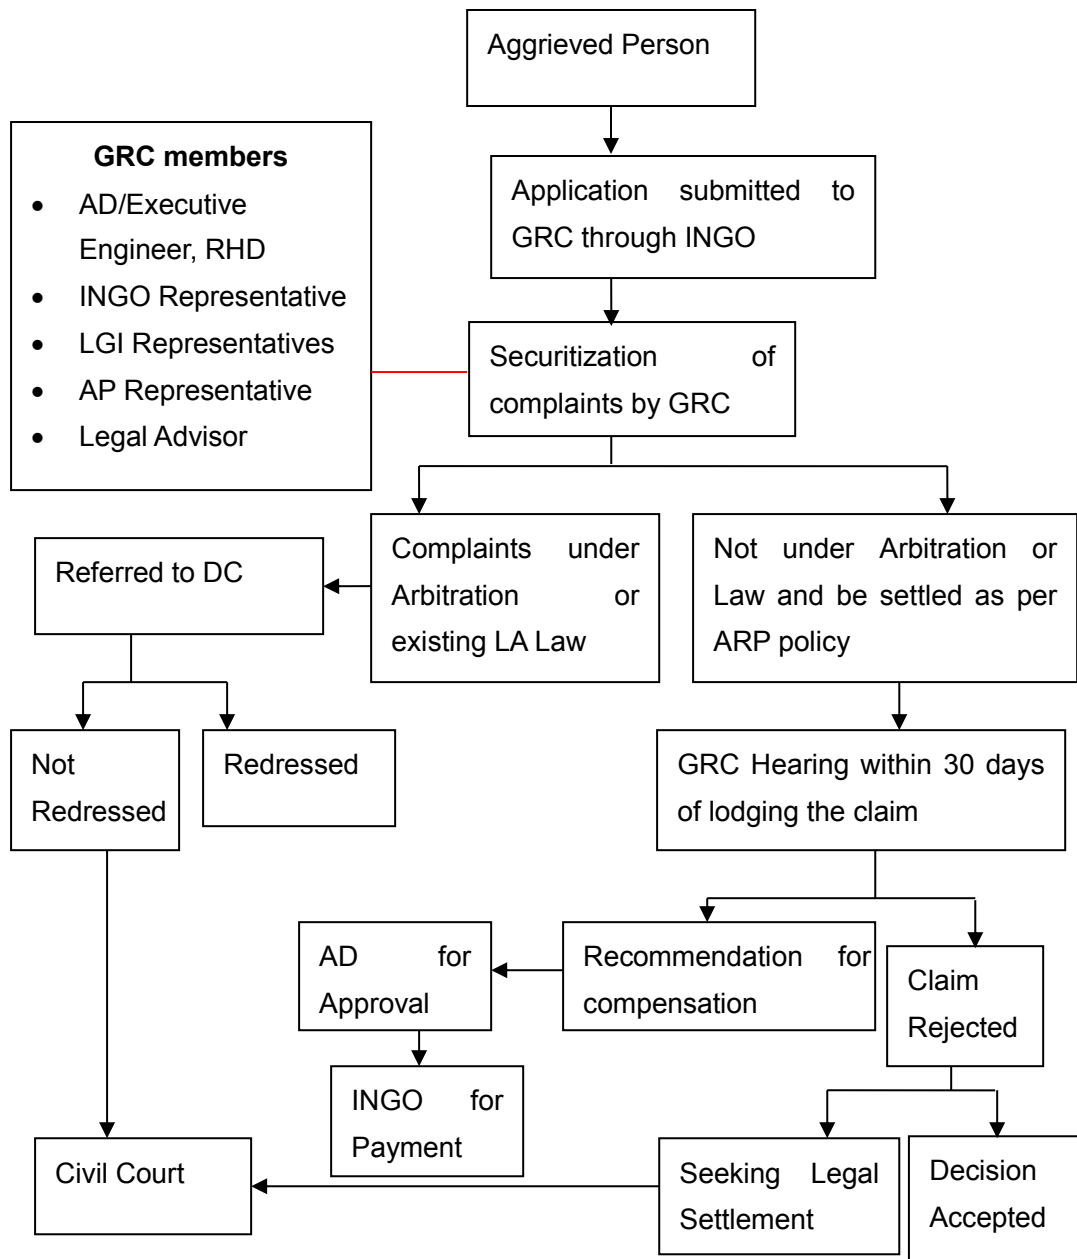 Aggrieved Person
GRC members
• AD/Executive
Engineer, RHD
• INGO Representative
• LGI Representatives
• AP Representative
• Legal Advisor
Application submitted to
GRC through INGO
Securitization of
complaints by GRC
Referred to DC
Complaints under
Arbitration or
existing LA Law
Not under Arbitration or
Law and be settled as per
ARP policy
Not
Redressed
Redressed
GRC Hearing within 30 days
of lodging the claim
AD for
Approval
Recommendation for
compensation
Claim
Rejected
INGO for
Payment
Civil Court
Seeking Legal
Settlement
Decision
Accepted